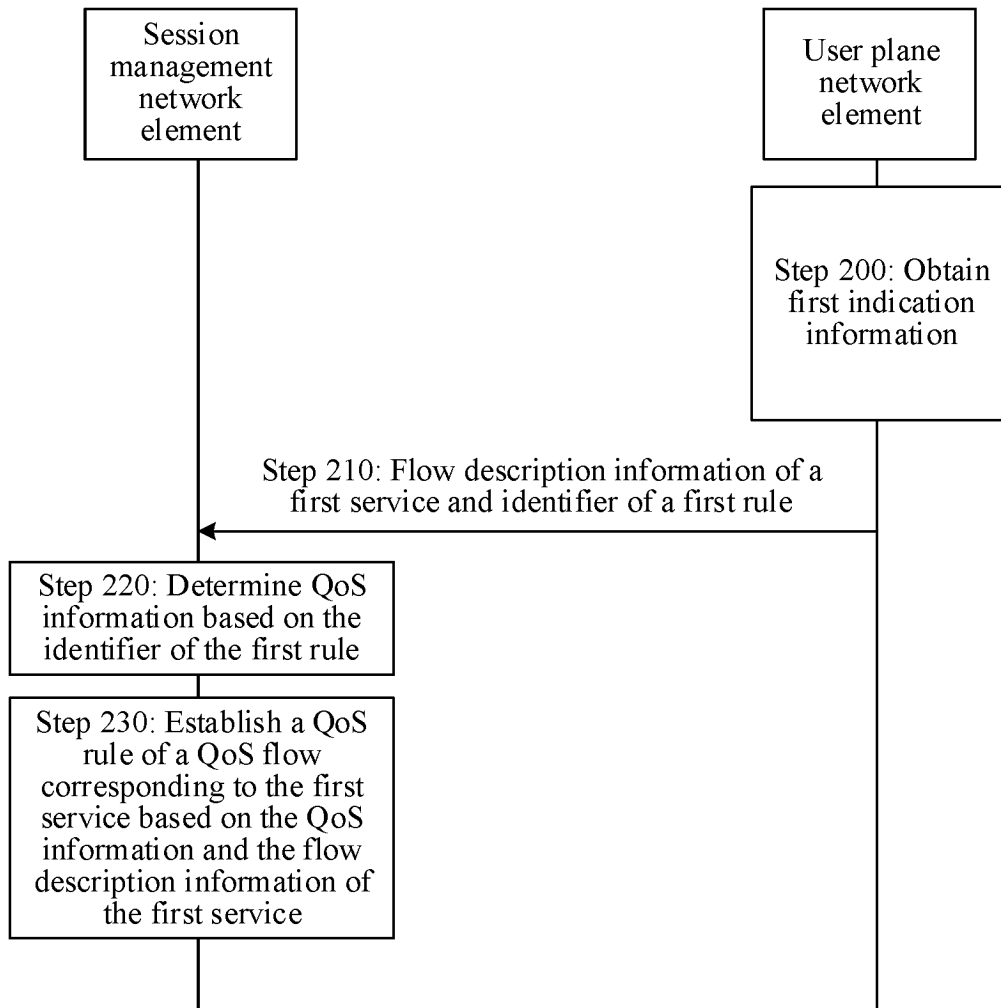 Session
management
network
element
User plane
network
element
Step 200: Obtain
first indication
information
Step 210: Flow description information of a
first service and identifier of a first rule
Step 220: Determine QoS
information based on the
identifier of the first rule
Step 230: Establish a QoS
rule of a QoS flow
corresponding to the first
service based on the QoS
information and the flow
description information of
the first service